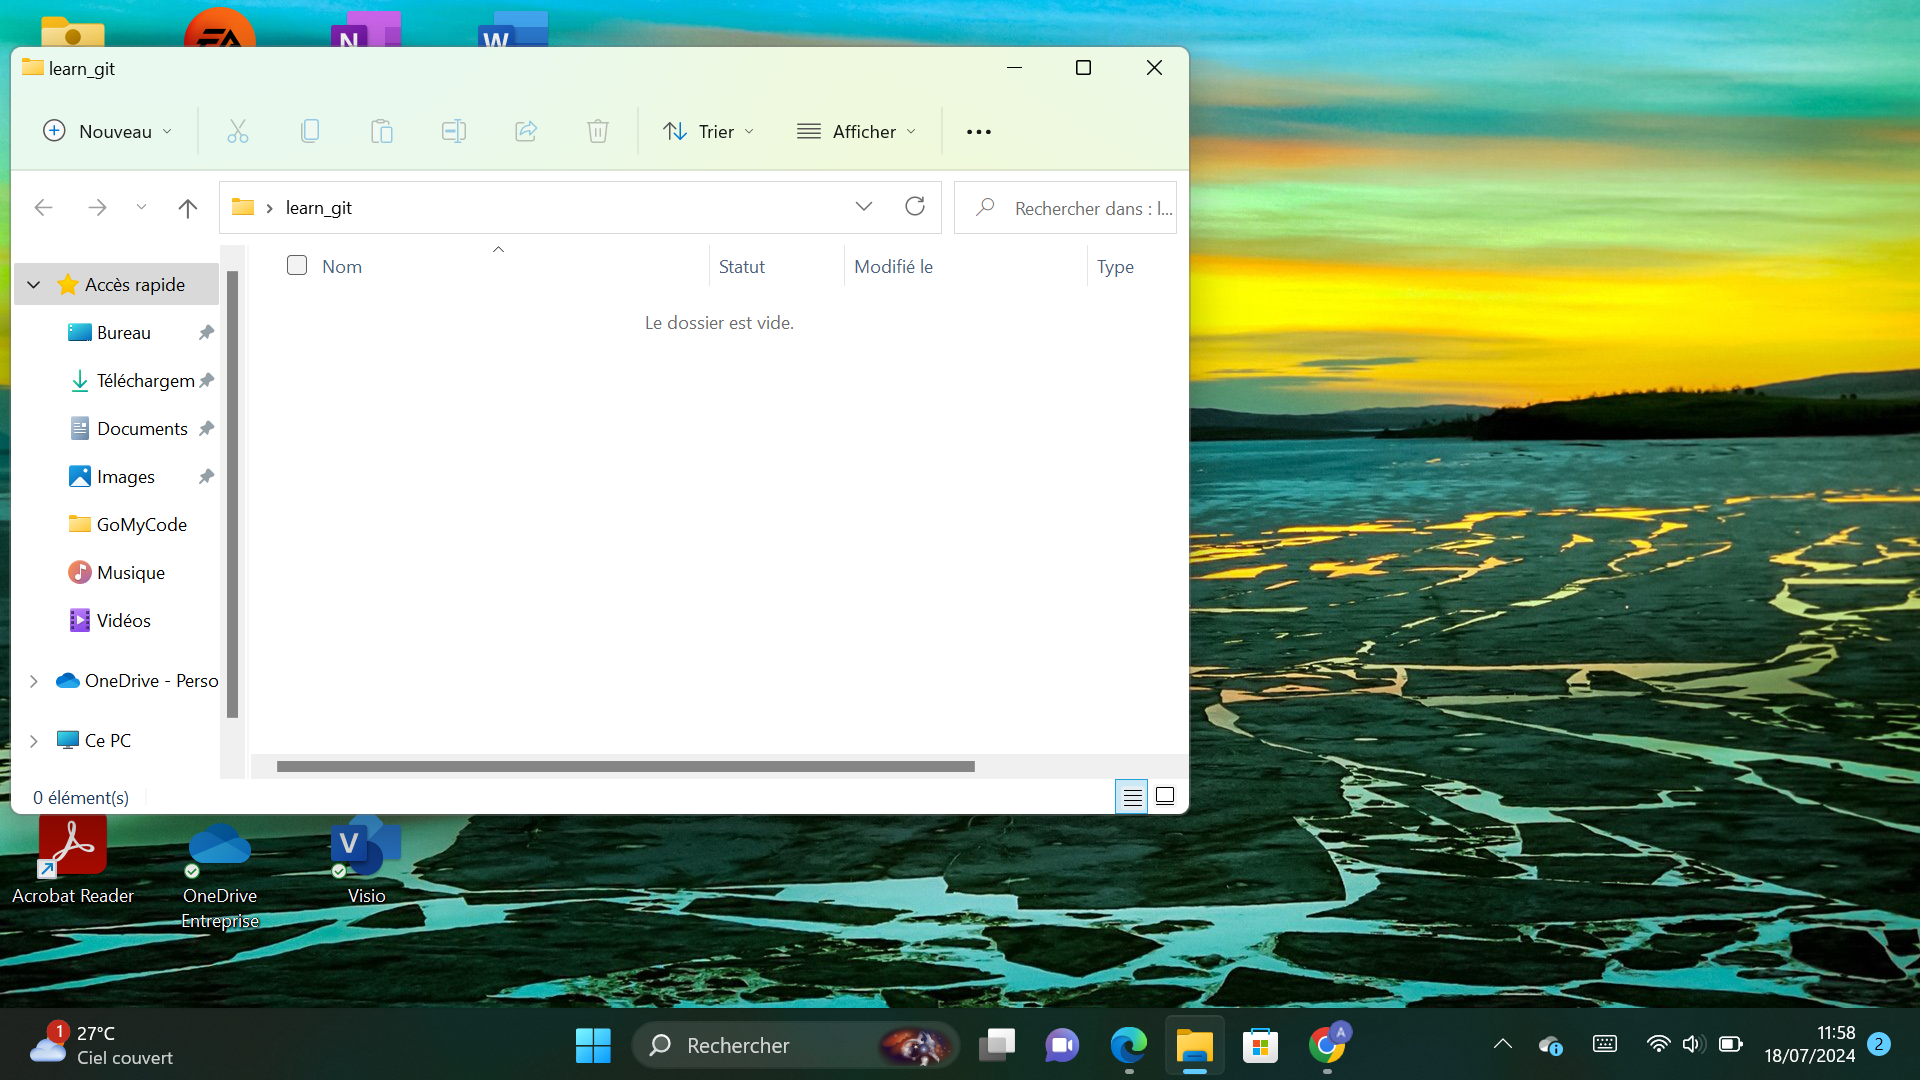 EA
N
W
learn_git
Nouveau
Trier
Afficher
learn_git
Rechercher dans : l...
Nom
Statut
Modifié le
Type
Le dossier est vide.
Accès rapide
Bureau
Téléchargem
Documents
Images
GoMyCode
Musique
Vidéos
OneDrive - Perso
Ce PC
0 élément(s)
V
Acrobat Reader
OneDrive
Entreprise
Visio
1
27°C
Ciel couvert
Rechercher
A
11:58
18/07/2024
2